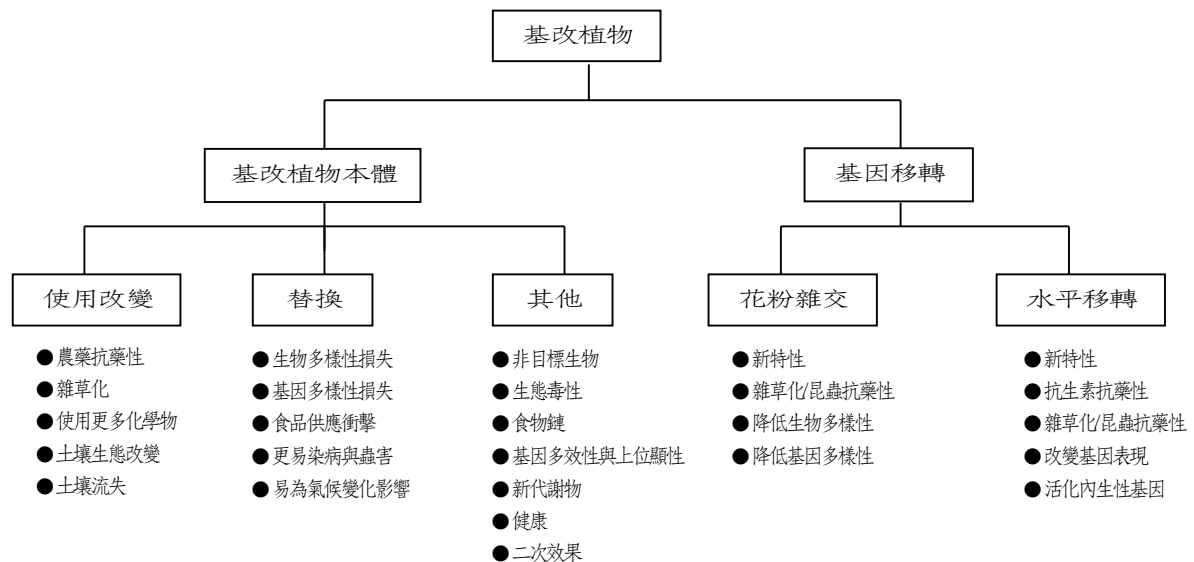 基改植物
基改植物本體
基因移轉
使用改變
替換
其他
花粉雜交
水平移轉
●農藥抗藥性
●雜草化
●使用更多化學物
●土壤生態改變
●土壤流失
●生物多樣性損失
●基因多樣性損失
●食品供應衝擊
●更易染病與蟲害
●易為氣候變化影響
●非目標生物
●生態毒性
●食物鏈
●基因多效性與上位顯性
●新代謝物
●健康
●二次效果
●新特性
●雜草化/昆蟲抗藥性
●降低生物多樣性
●降低基因多樣性
●新特性
●抗生素抗藥性
●雜草化/昆蟲抗藥性
●改變基因表現
●活化內生性基因